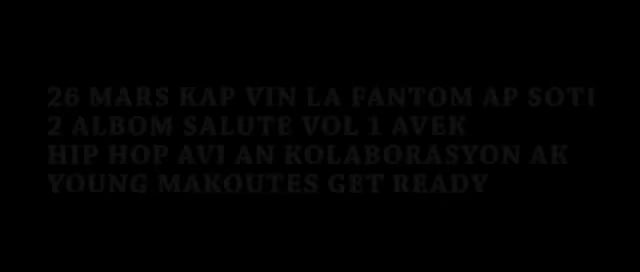 26 MARS KAP VIN LA FANTOM AP SOTI
2 ALBOM SALUTE VOL 1 AVEK
HIP HOP AVI AN KOLABORASYON AK
YOUNG MAKOUTES GET READY